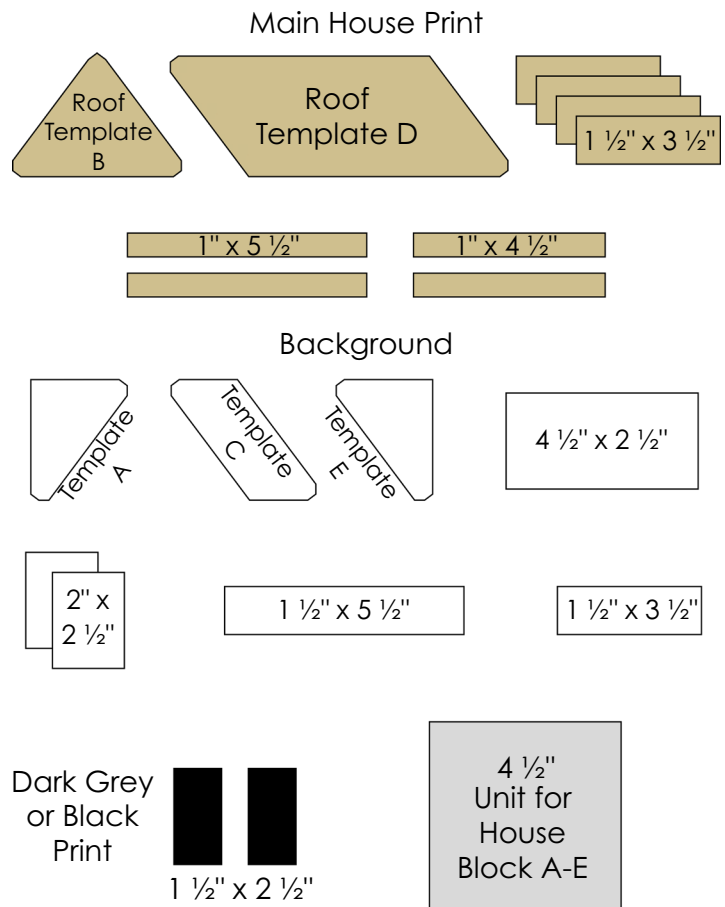 Main House Print
Roof
Template
B
Roof
Template D
1 ½" x 3 ½"
1" x 5 ½"
1" x 4 ½"
Background
Template
A
Template
C
Template
E
4 ½" x 2 ½"
2" x
2 ½"
1 ½" x 5 ½"
1 ½" x 3 ½"
Dark Grey
or Black
Print
1 ½" x 2 ½"
4 ½"
Unit for
House
Block A-E